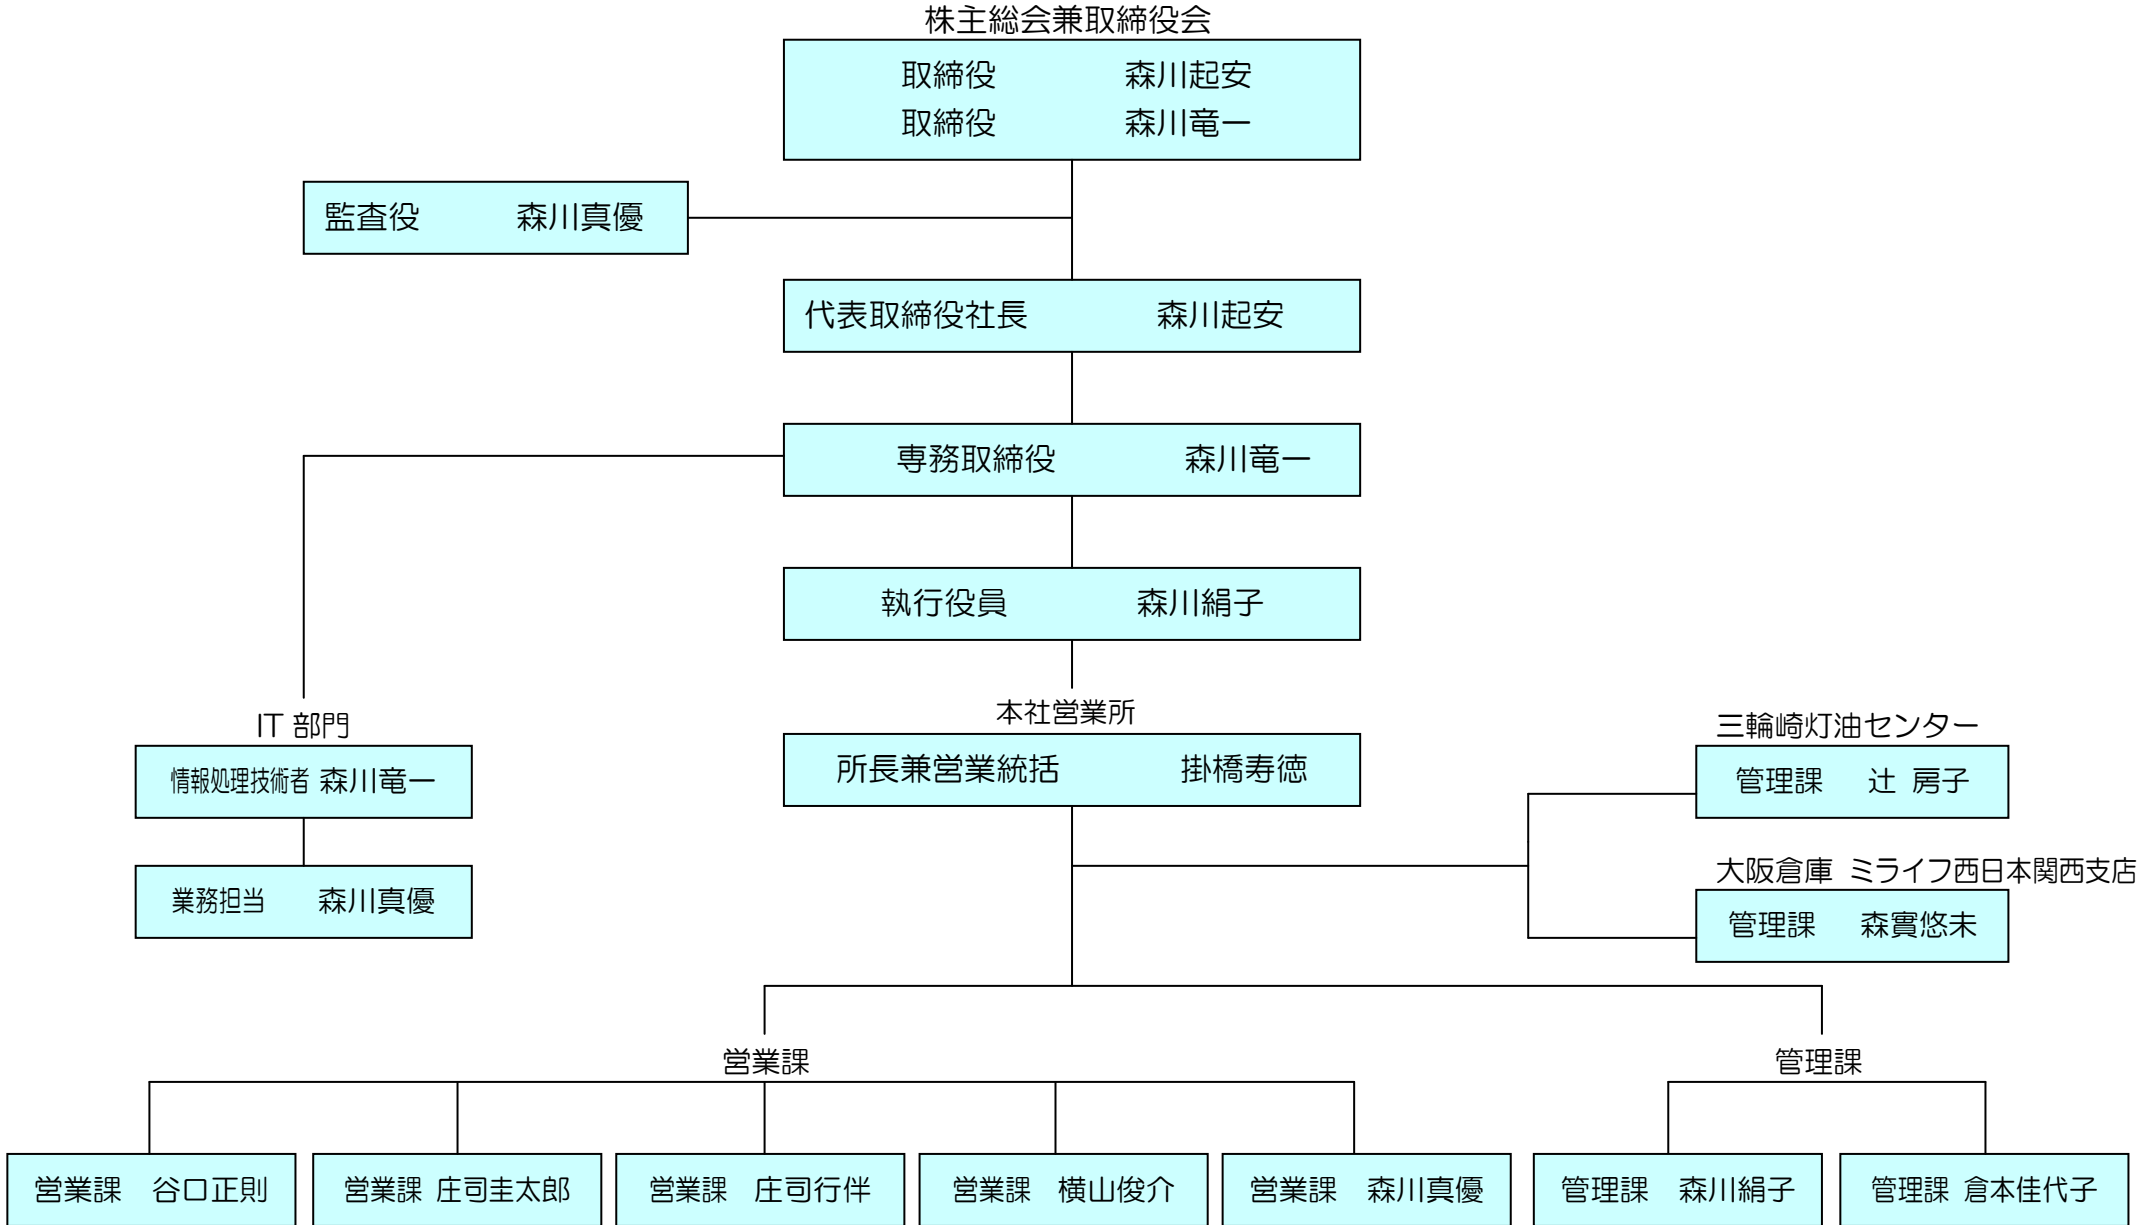 株主総会兼取締役会
取締役 森川起安
取締役 森川竜一
監査役 森川真優
代表取締役社長 森川起安
専務取締役 森川竜一
執行役員 森川絹子
IT 部門
情報処理技術者 森川竜一
業務担当 森川真優
本社営業所
所長兼営業統括 掛橋寿徳
三輪崎灯油センター
管理課 辻 房子
大阪倉庫 ミライフ西日本関西支店
管理課 森實悠未
営業課
営業課 谷口正則
営業課 庄司圭太郎
営業課 庄司行伴
営業課 横山俊介
営業課 森川真優
管理課
管理課 森川絹子
管理課 倉本佳代子